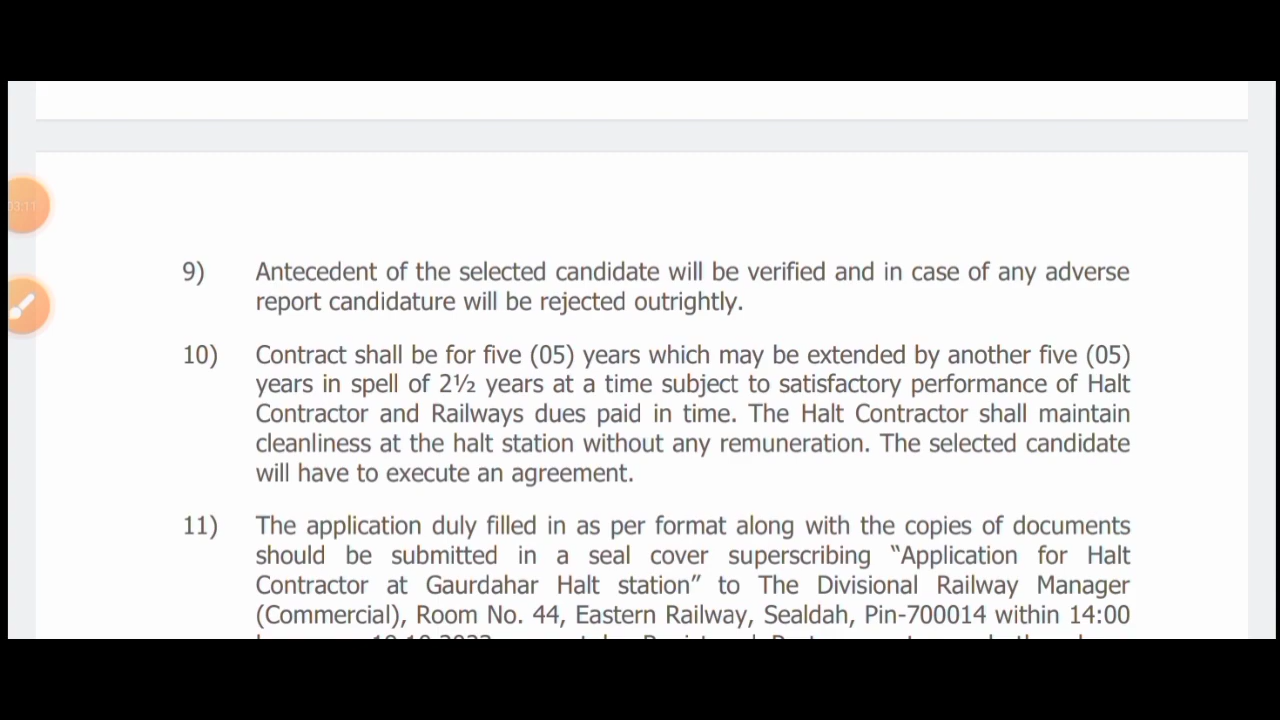 03:11
9) Antecedent of the selected candidate will be verified and in case of any adverse
report candidature will be rejected outrightly.
10) Contract shall be for five (05) years which may be extended by another five (05)
years in spell of 2½ years at a time subject to satisfactory performance of Halt
Contractor and Railways dues paid in time. The Halt Contractor shall maintain
cleanliness at the halt station without any remuneration. The selected candidate
will have to execute an agreement.
11) The application duly filled in as per format along with the copies of documents
should be submitted in a seal cover superscribing “Application for Halt
Contractor at Gaurdahar Halt station” to The Divisional Railway Manager
(Commercial), Room No. 44, Eastern Railway, Sealdah, Pin-700014 within 14:00